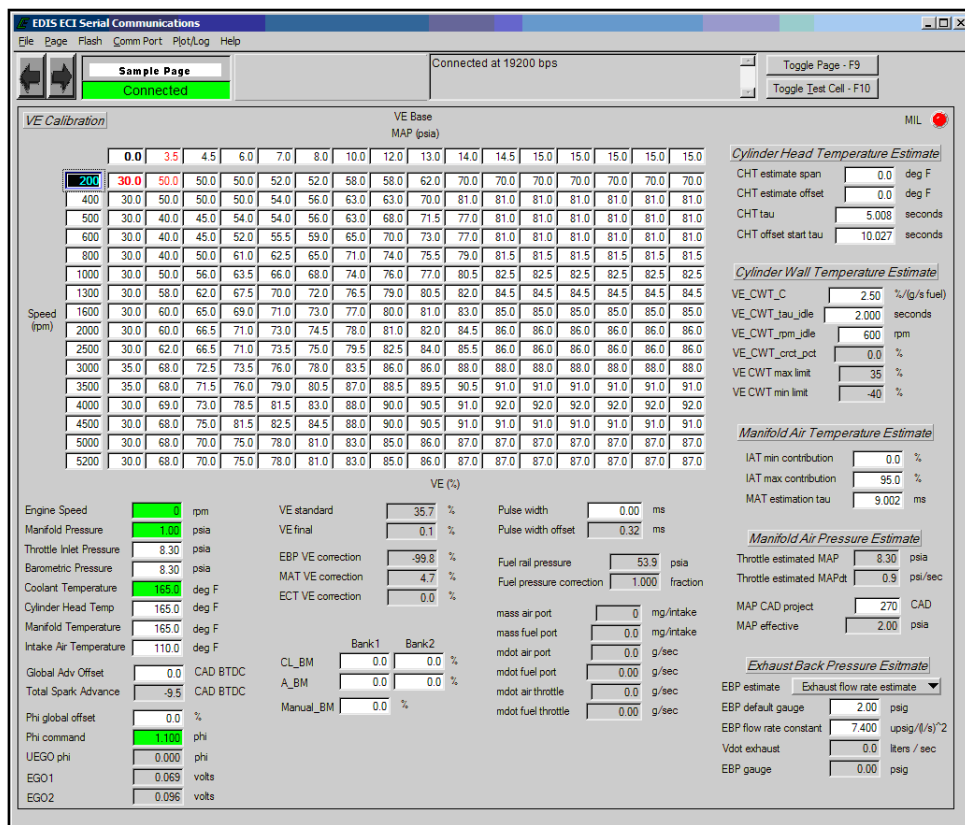 EDIS ECI Serial Communications
File Page Flash Comm Port Plot/Log Help
Sample Page
Connected
Connected at 19200 bps
Toggle Page - F9
Toggle Test Cell - F10
VE Calibration
VE Base
MAP (psia)
MIL
0.0 3.5 4.5 6.0 7.0 8.0 10.0 12.0 13.0 14.0 14.5 15.0 15.0 15.0 15.0 15.0
200 30.0 50.0 50.0 50.0 52.0 52.0 58.0 58.0 62.0 70.0 70.0 70.0 70.0 70.0 70.0 70.0
400 30.0 50.0 50.0 50.0 54.0 56.0 63.0 63.0 70.0 81.0 81.0 81.0 81.0 81.0 81.0 81.0
500 30.0 40.0 45.0 54.0 54.0 56.0 63.0 68.0 71.5 77.0 81.0 81.0 81.0 81.0 81.0 81.0
600 30.0 40.0 45.0 52.0 55.5 59.0 65.0 70.0 73.0 77.0 81.0 81.0 81.0 81.0 81.0 81.0
800 30.0 40.0 50.0 61.0 62.5 65.0 71.0 74.0 75.5 79.0 81.5 81.5 81.5 81.5 81.5 81.5
1000 30.0 50.0 56.0 63.5 66.0 68.0 74.0 76.0 77.0 80.5 82.5 82.5 82.5 82.5 82.5 82.5
1300 30.0 58.0 62.0 67.5 70.0 72.0 76.5 79.0 80.5 82.0 84.5 84.5 84.5 84.5 84.5 84.5
Speed
(rpm)
1600 30.0 60.0 65.0 69.0 71.0 73.0 77.0 80.0 81.0 83.0 85.0 85.0 85.0 85.0 85.0 85.0
2000 30.0 60.0 66.5 71.0 73.0 74.5 78.0 81.0 82.0 84.5 86.0 86.0 86.0 86.0 86.0 86.0
2500 30.0 62.0 66.5 71.0 73.5 75.0 79.5 82.5 84.0 85.5 86.0 86.0 86.0 86.0 86.0 86.0
3000 35.0 68.0 72.5 73.5 76.0 78.0 83.0 86.0 86.0 88.0 88.0 88.0 88.0 88.0 88.0 88.0
3500 35.0 68.0 71.5 76.0 79.0 80.5 87.0 88.5 89.5 90.5 91.0 91.0 91.0 91.0 91.0 91.0
4000 30.0 69.0 73.0 78.5 81.5 83.0 88.0 90.0 90.5 91.0 92.0 92.0 92.0 92.0 92.0 92.0
4500 30.0 68.0 75.0 81.5 82.5 84.5 88.0 90.0 90.5 91.0 91.0 91.0 91.0 91.0 91.0 91.0
5000 30.0 68.0 70.0 75.0 78.0 81.0 83.0 85.0 86.0 87.0 87.0 87.0 87.0 87.0 87.0 87.0
5200 30.0 68.0 70.0 75.0 78.0 81.0 83.0 85.0 86.0 87.0 87.0 87.0 87.0 87.0 87.0 87.0
VE (%)
Engine Speed 0 rpm
Manifold Pressure 1.00 psia
Throttle Inlet Pressure 8.30 psia
Barometric Pressure 8.30 psia
Coolant Temperature 165.0 deg F
Cylinder Head Temp 165.0 deg F
Manifold Temperature 165.0 deg F
Intake Air Temperature 110.0 deg F
Global Adv Offset 0.0 CAD BTDC
Total Spark Advance -9.5 CAD BTDC
Phi global offset 0.0 %
Phi command 1.100 phi
UEGO phi 0.000 phi
EGO1 0.069 volts
EGO2 0.096 volts
VE standard 35.7 %
VE final 0.1 %
EBP VE correction -99.8 %
MAT VE correction 4.7 %
ECT VE correction 0.0 %
Bank1 Bank2
CL_BM 0.0 0.0 %
A_BM 0.0 0.0 %
Manual_BM 0.0 %
Pulse width 0.00 ms
Pulse width offset 0.32 ms
Fuel rail pressure 53.9 psia
Fuel pressure correction 1.000 fraction
mass air port 0 mg/intake
mass fuel port 0.0 mg/intake
mdot air port 0.0 g/sec
mdot fuel port 0.00 g/sec
mdot air throttle 0.0 g/sec
mdot fuel throttle 0.00 g/sec
Cylinder Head Temperature Estimate
CHT estimate span 0.0 deg F
CHT estimate offset 0.0 deg F
CHT tau 5.008 seconds
CHT offset start tau 10.027 seconds
Cylinder Wall Temperature Estimate
VE_CWT_C 2.50 %/(g/s fuel)
VE_CWT_tau_idle 2.000 seconds
VE_CWT_rpm_idle 600 rpm
VE_CWT_crct_pct 0.0 %
VE CWT max limit 35 %
VE CWT min limit -40 %
Manifold Air Temperature Estimate
IAT min contribution 0.0 %
IAT max contribution 95.0 %
MAT estimation tau 9.002 ms
Manifold Air Pressure Estimate
Throttle estimated MAP 8.30 psia
Throttle estimated MAPdt 0.9 psi/sec
MAP CAD project 270 CAD
MAP effective 2.00 psia
Exhaust Back Pressure Esitmate
EBP estimate Exhaust flow rate estimate
EBP default gauge 2.00 psig
EBP flow rate constant 7.400 upsig/(l/s)^2
Vdot exhaust 0.0 liters / sec
EBP gauge 0.00 psig